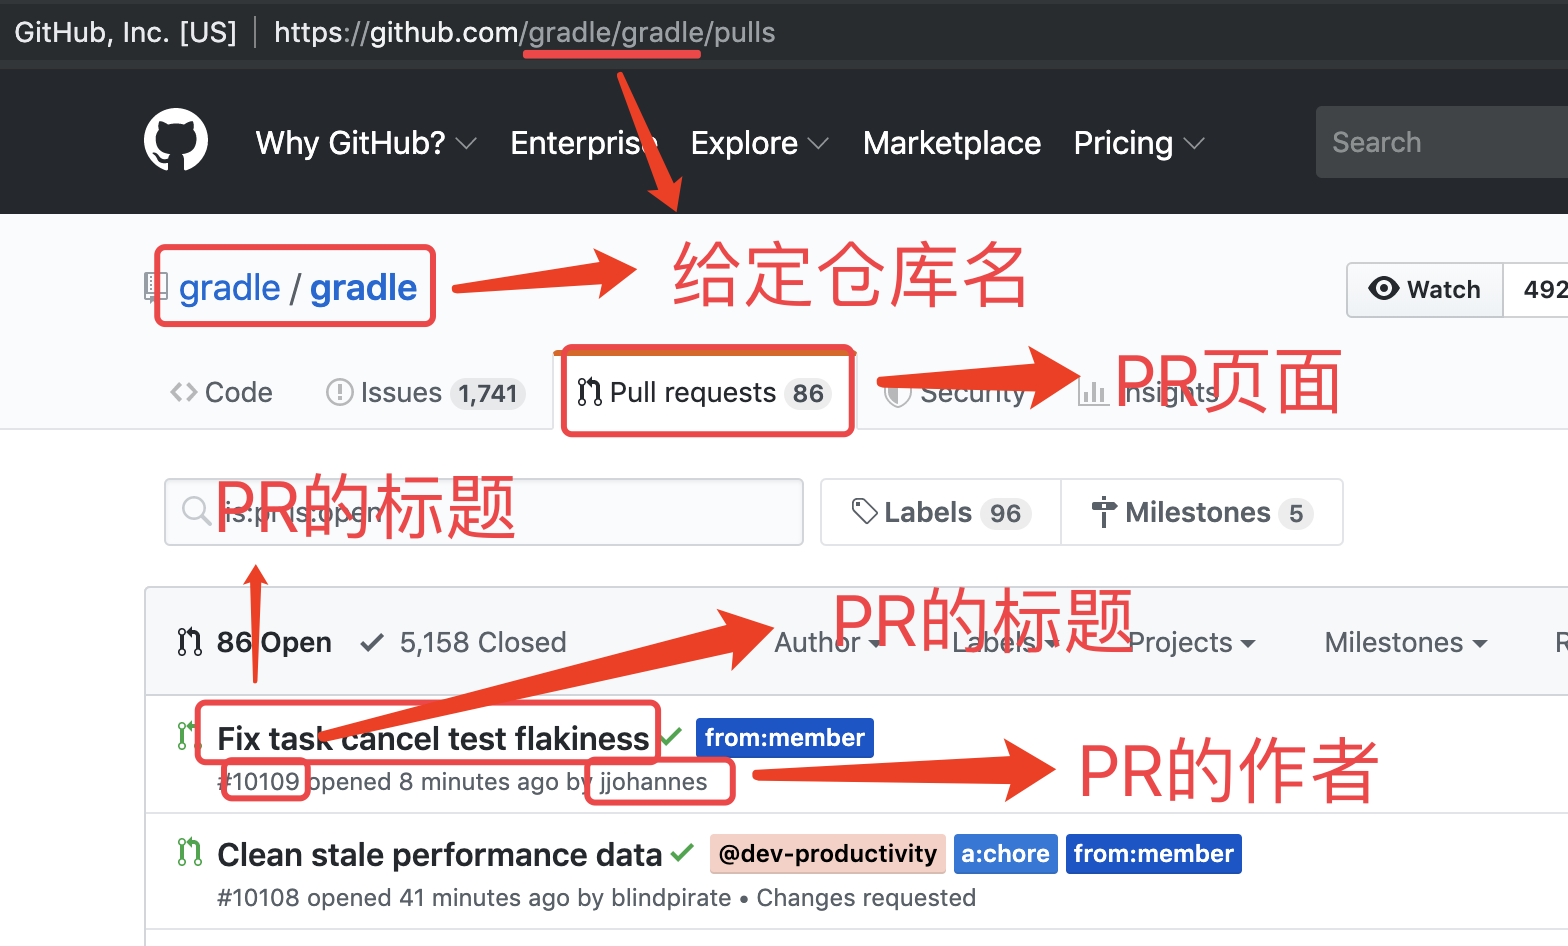 GitHub, Inc. [US] | https://github.com/gradle/gradle/pulls
Why GitHub? Enterprise Explore Marketplace Pricing Search
gradle / gradle 给定仓库名 Watch 492
Code Issues 1,741 Pull requests 86 Security Insights PR页面
is:pr is:open PR的标题 Labels 96 Milestones 5
PR的标题
86 Open 5,158 Closed Author Labels Projects Milestones R
Fix task cancel test flakiness from:member
#10109 opened 8 minutes ago by jjohannes PR的作者
Clean stale performance data @dev-productivity a:chore from:member
#10108 opened 41 minutes ago by blindpirate • Changes requested